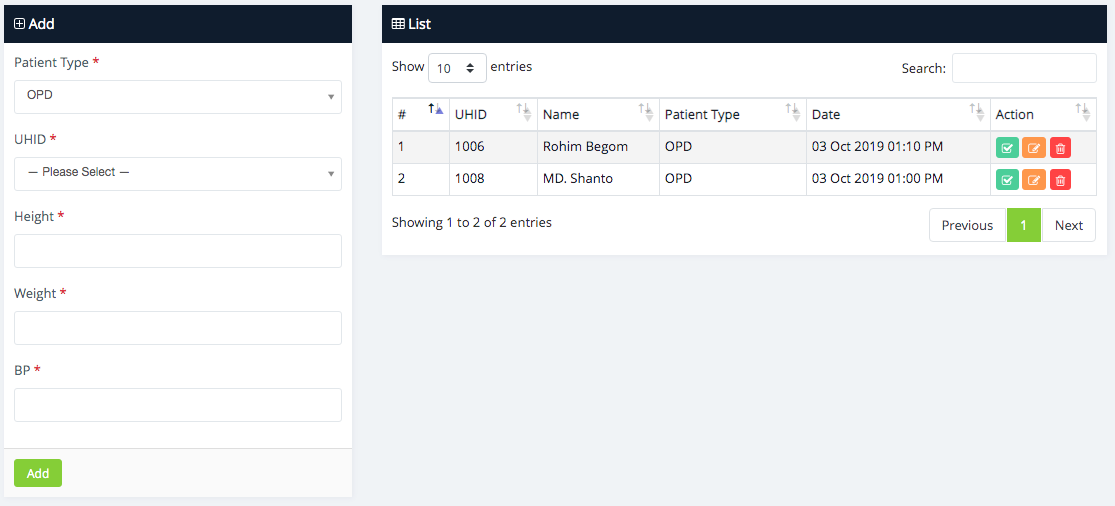 Add
Patient Type *
OPD
UHID *
— Please Select —
Height *
Weight *
BP *
Add
List
Show 10 entries
Search:
# UHID Name Patient Type Date Action
1 1006 Rohim Begom OPD 03 Oct 2019 01:10 PM
2 1008 MD. Shanto OPD 03 Oct 2019 01:00 PM
Showing 1 to 2 of 2 entries
Previous 1 Next